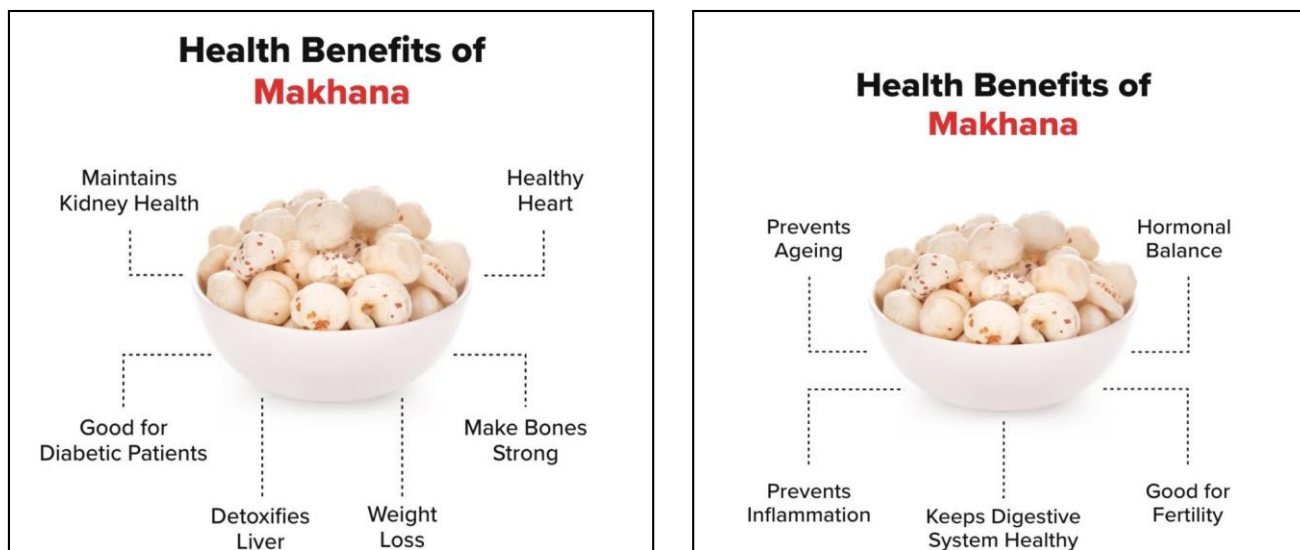 Health Benefits of
Makhana
Maintains
Kidney Health
Healthy
Heart
Good for
Diabetic Patients
Make Bones
Strong
Detoxifies
Liver
Weight
Loss
Health Benefits of
Makhana
Prevents
Ageing
Hormonal
Balance
Prevents
Inflammation
Keeps Digestive
System Healthy
Good for
Fertility